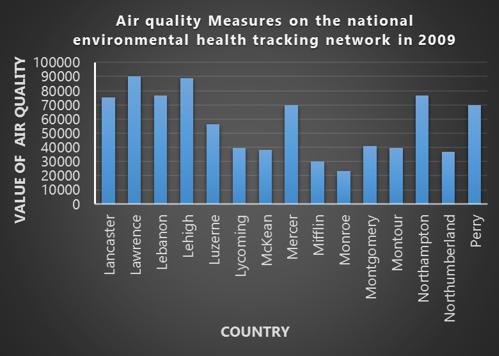 Air quality Measures on the national
environmental health tracking network in 2009
VALUE OF AIR QUALITY
100000
90000
80000
70000
60000
50000
40000
30000
20000
10000
0
Lancaster
Lawrence
Lebanon
Lehigh
Luzerne
Lycoming
McKean
Mercer
Mifflin
Monroe
Montgomery
Montour
Northampton
Northumberland
Perry
COUNTRY